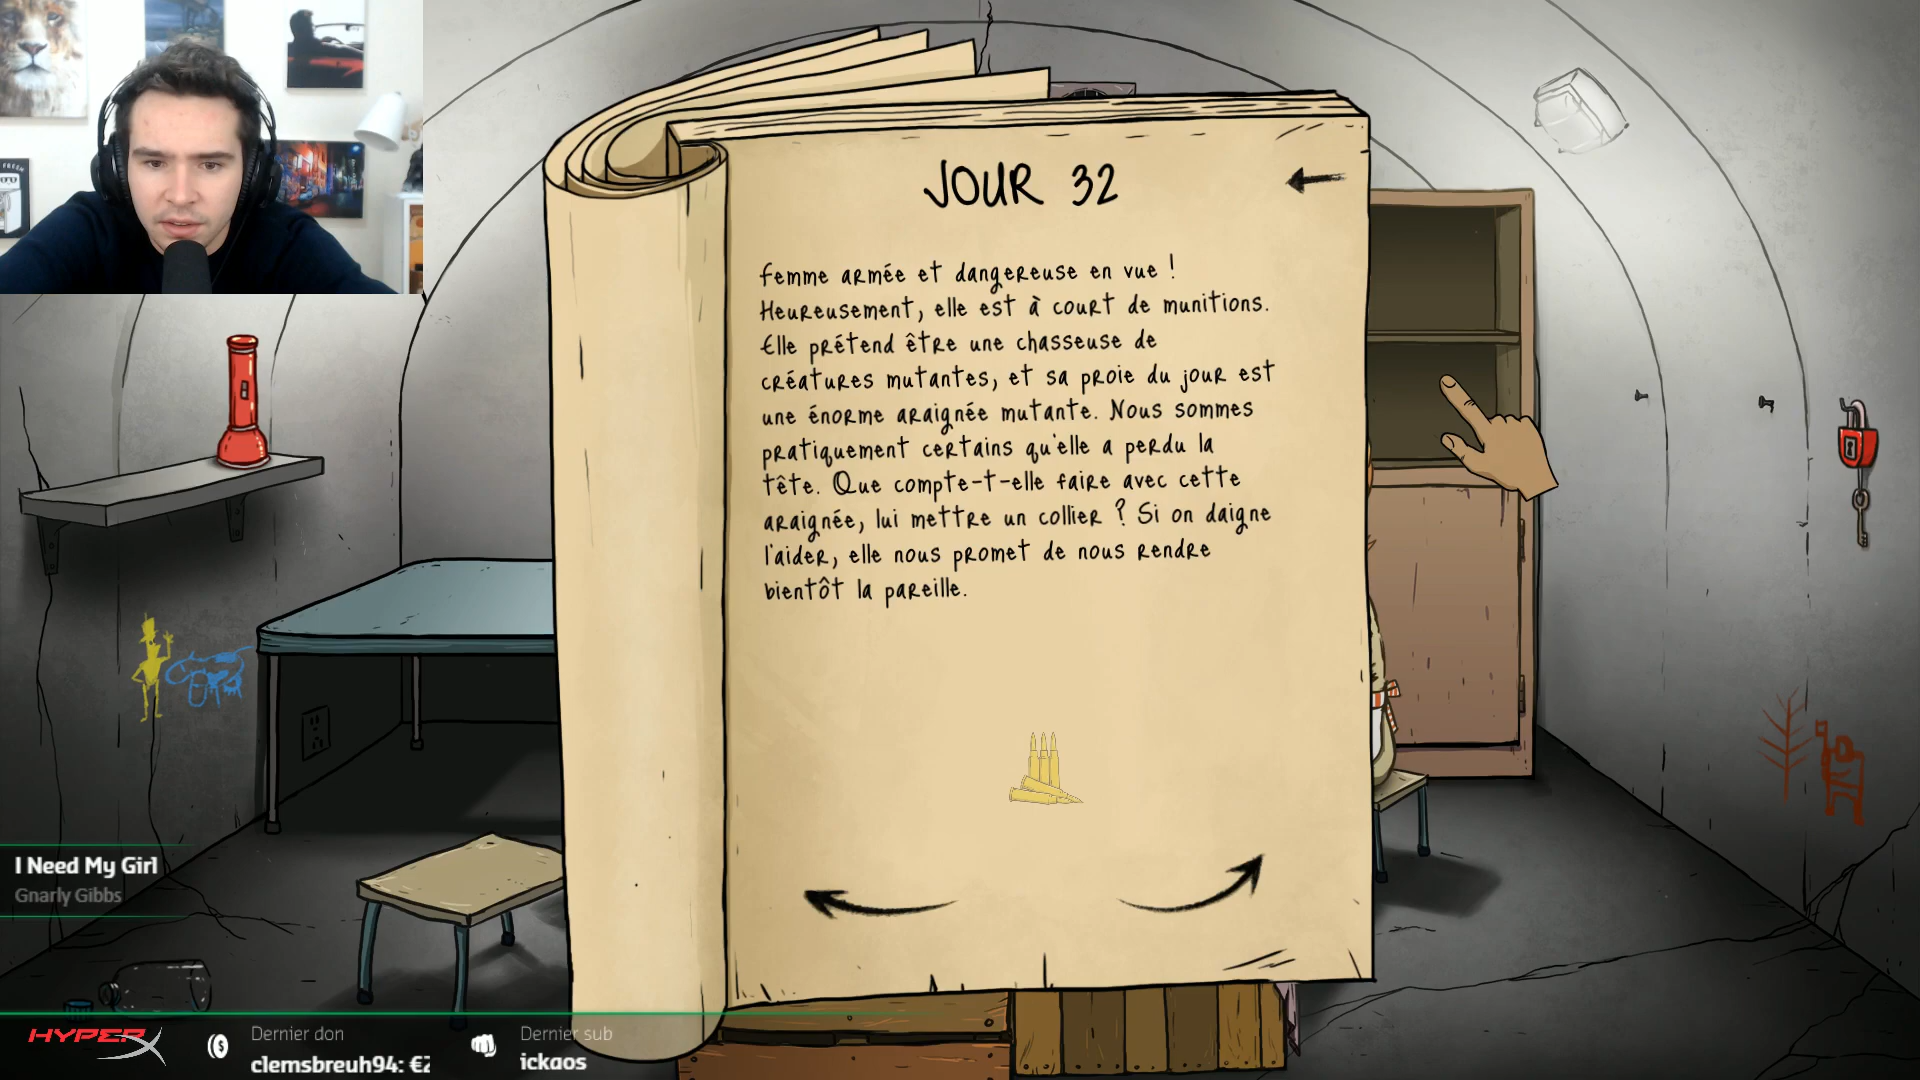 FRESH
JOUR 32
femme armée et dangereuse en vue !
Heureusement, elle est à court de munitions.
Elle prétend être une chasseuse de
créatures mutantes, et sa proie du jour est
une énorme araignée mutante. Nous sommes
pratiquement certains qu'elle a perdu la
tête. Que compte-t-elle faire avec cette
araignée, lui mettre un collier ? Si on daigne
l'aider, elle nous promet de nous rendre
bientôt la pareille.
I Need My Girl
Gnarly Gibbs
HYPERX
Dernier don
clemsbreuh94: €2
Dernier sub
ickaos